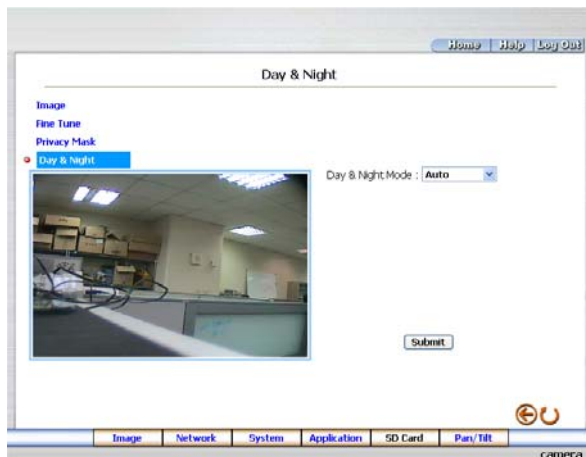 Home Help Log Out
Day & Night
Image
Fine Tune
Privacy Mask
Day & Night
Day & Night Mode : Auto
Submit
Image Network System Application SD Card Pan/Tilt
camera